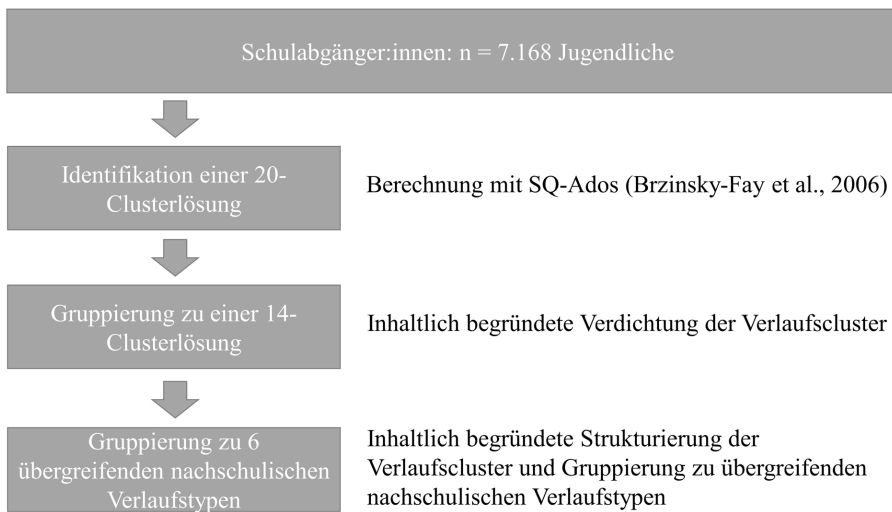 Schulabgänger:innen: n = 7.168 Jugendliche
Identifikation einer 20-
Clusterlösung
Berechnung mit SQ-Ados (Brzinsky-Fay et al., 2006)
Gruppierung zu einer 14-
Clusterlösung
Inhaltlich begründete Verdichtung der Verlaufscluster
Gruppierung zu 6
übergreifenden nachschulischen
Verlaufstypen
Inhaltlich begründete Strukturierung der
Verlaufscluster und Gruppierung zu übergreifenden
nachschulischen Verlaufstypen